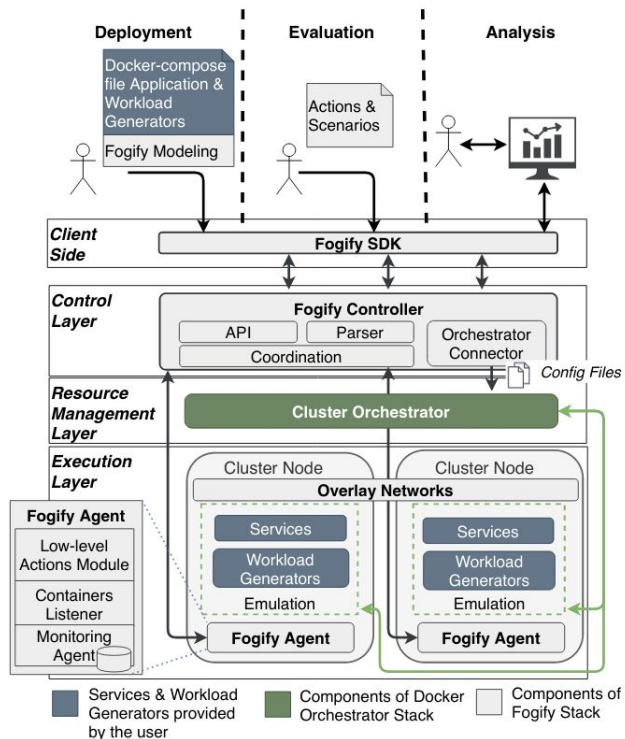 Deployment
Evaluation
Analysis
Docker-compose
file Application &
Workload
Generators
Fogify Modeling
Actions &
Scenarios
Client
Side
Fogify SDK
Control
Layer
Fogify Controller
API
Parser
Coordination
Orchestrator
Connector
Config Files
Resource
Management
Layer
Cluster Orchestrator
Execution
Layer
Cluster Node
Cluster Node
Overlay Networks
Services
Workload
Generators
Emulation
Fogify Agent
Services
Workload
Generators
Emulation
Fogify Agent
Fogify Agent
Low-level
Actions Module
Containers
Listener
Monitoring
Agent
Services & Workload
Generators provided
by the user
Components of Docker
Orchestrator Stack
Components of
Fogify Stack